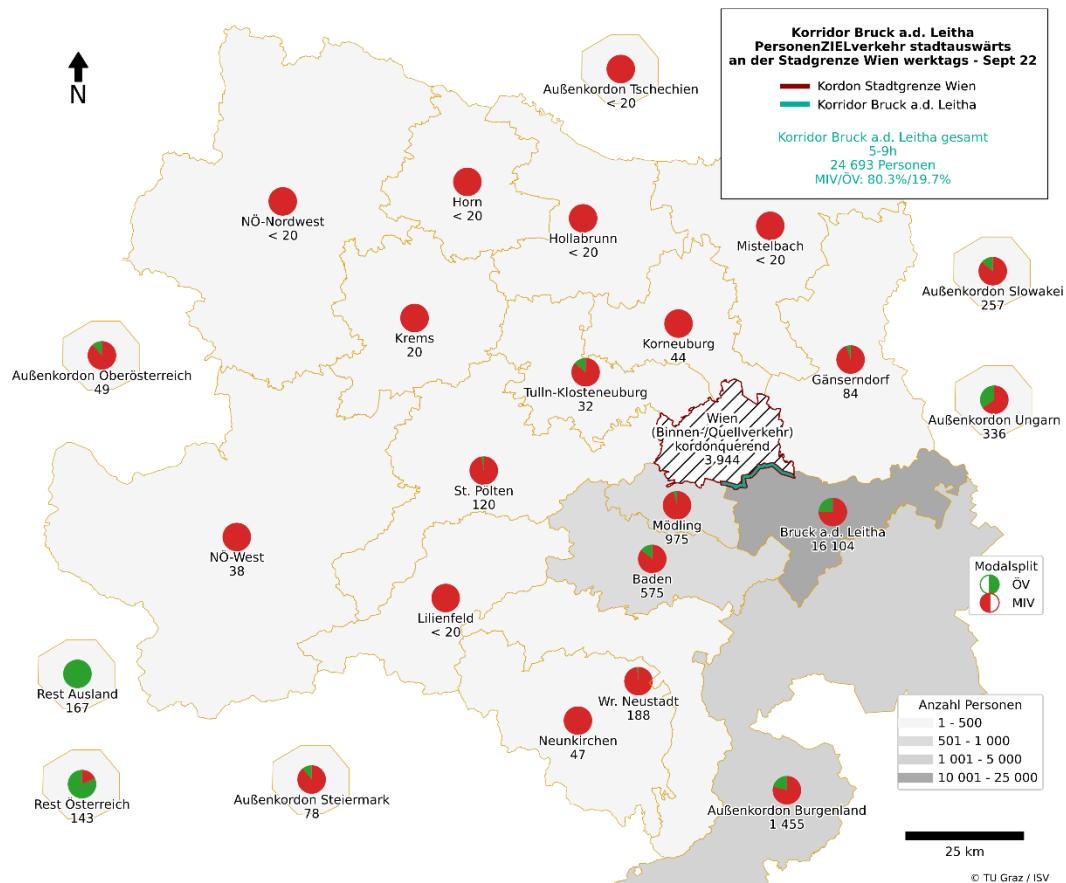 Korridor Bruck a.d. Leitha
PersonenZIELverkehr stadtauswärts
an der Stadgrenze Wien werktags - Sept 22
Kordon Stadtgrenze Wien
Korridor Bruck a.d. Leitha
Korridor Bruck a.d. Leitha gesamt
5-9h
24 693 Personen
MIV/ÖV: 80.3%/19.7%
N
Außenkordon Tschechien
< 20
Horn
< 20
NÖ-Nordwest
< 20
Hollabrunn
< 20
Mistelbach
< 20
Außenkordon Slowakei
257
Krems
20
Korneuburg
44
Außenkordon Oberösterreich
49
Tulln-Klosteneuburg
32
Gänserndorf
84
Außenkordon Ungarn
336
Wien
(Binnen-/Quellverkehr)
kordonquerend
3,944
St. Pölten
120
Mödling
975
Bruck a.d. Leitha
16 104
NÖ-West
38
Baden
575
Modalsplit
ÖV
MIV
Lilienfeld
< 20
Rest Ausland
167
Wr. Neustadt
188
Neunkirchen
47
Anzahl Personen
1 - 500
501 - 1 000
1 001 - 5 000
10 001 - 25 000
Rest Österreich
143
Außenkordon Steiermark
78
Außenkordon Burgenland
1 455
25 km
© TU Graz / ISV